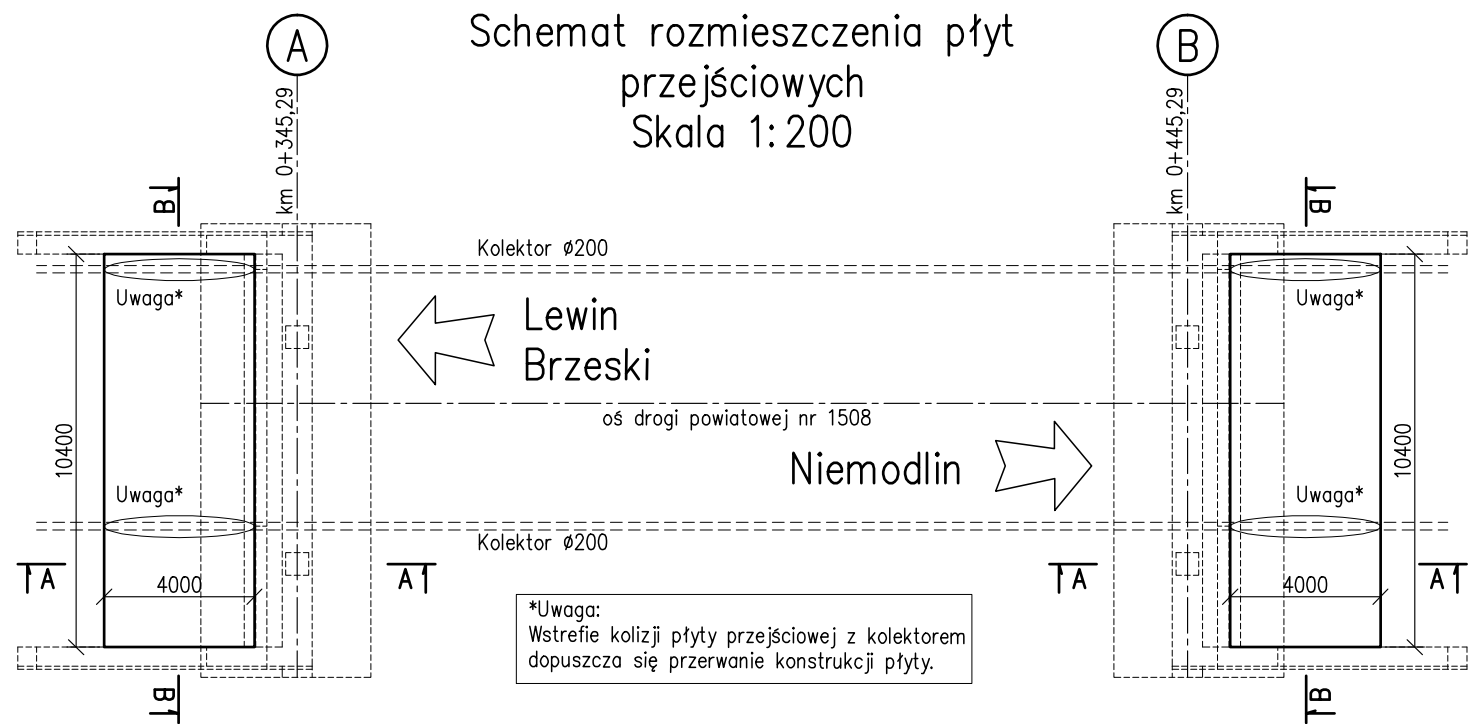 A
Schemat rozmieszczenia płyt
przejściowych
Skala 1:200
B
km 0+345,29
km 0+445,29
B
B
Kolektor ø200
Uwaga*
Uwaga*
Lewin
Brzeski
oś drogi powiatowej nr 1508
10400
10400
Niemodlin
Uwaga*
Uwaga*
Kolektor ø200
A
A
A
A
4000
4000
*Uwaga:
Wstrefie kolizji płyty przejściowej z kolektorem
dopuszcza się przerwanie konstrukcji płyty.
B
B